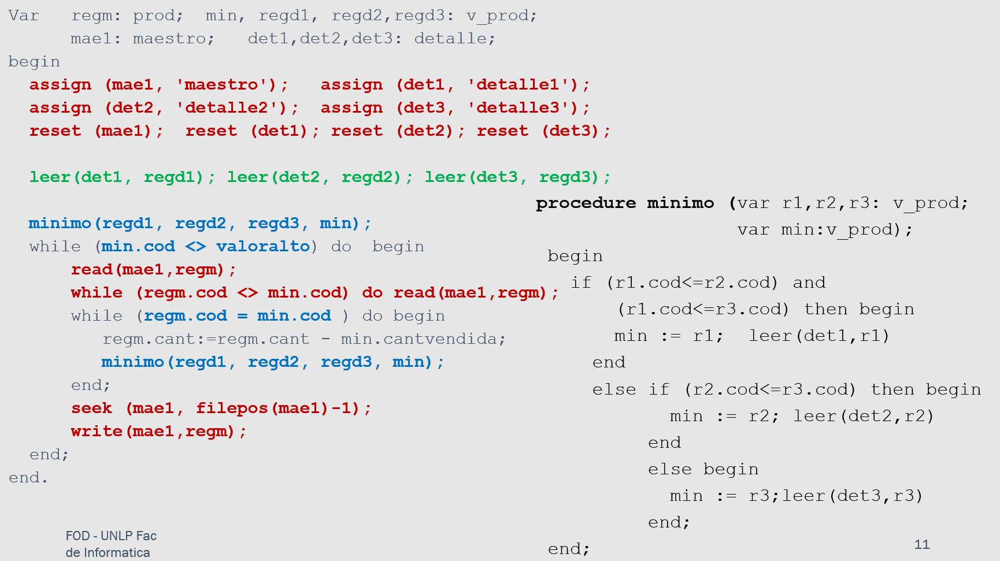 Var   regm: prod;  min, regd1, regd2,regd3: v_prod;
      mae1: maestro;   det1,det2,det3: detalle;
begin
  assign (mae1, 'maestro');   assign (det1, 'detalle1');
  assign (det2, 'detalle2');  assign (det3, 'detalle3');
  reset (mae1);  reset (det1); reset (det2); reset (det3);
  leer(det1, regd1); leer(det2, regd2); leer(det3, regd3);
  minimo(regd1, regd2, regd3, min);
  while (min.cod <> valoralto) do  begin
      read(mae1,regm);
      while (regm.cod <> min.cod) do read(mae1,regm);
      while (regm.cod = min.cod ) do begin
         regm.cant:=regm.cant - min.cantvendida;
         minimo(regd1, regd2, regd3, min);
      end;
      seek (mae1, filepos(mae1)-1);
      write(mae1,regm);
  end;
end.
procedure minimo (var r1,r2,r3: v_prod;
                  var min:v_prod);
 begin
   if (r1.cod<=r2.cod) and
       (r1.cod<=r3.cod) then begin
       min := r1;  leer(det1,r1)
     end
     else if (r2.cod<=r3.cod) then begin
            min := r2; leer(det2,r2)
          end
          else begin
            min := r3;leer(det3,r3)
          end;
 end;
FOD - UNLP Fac
de Informatica
11